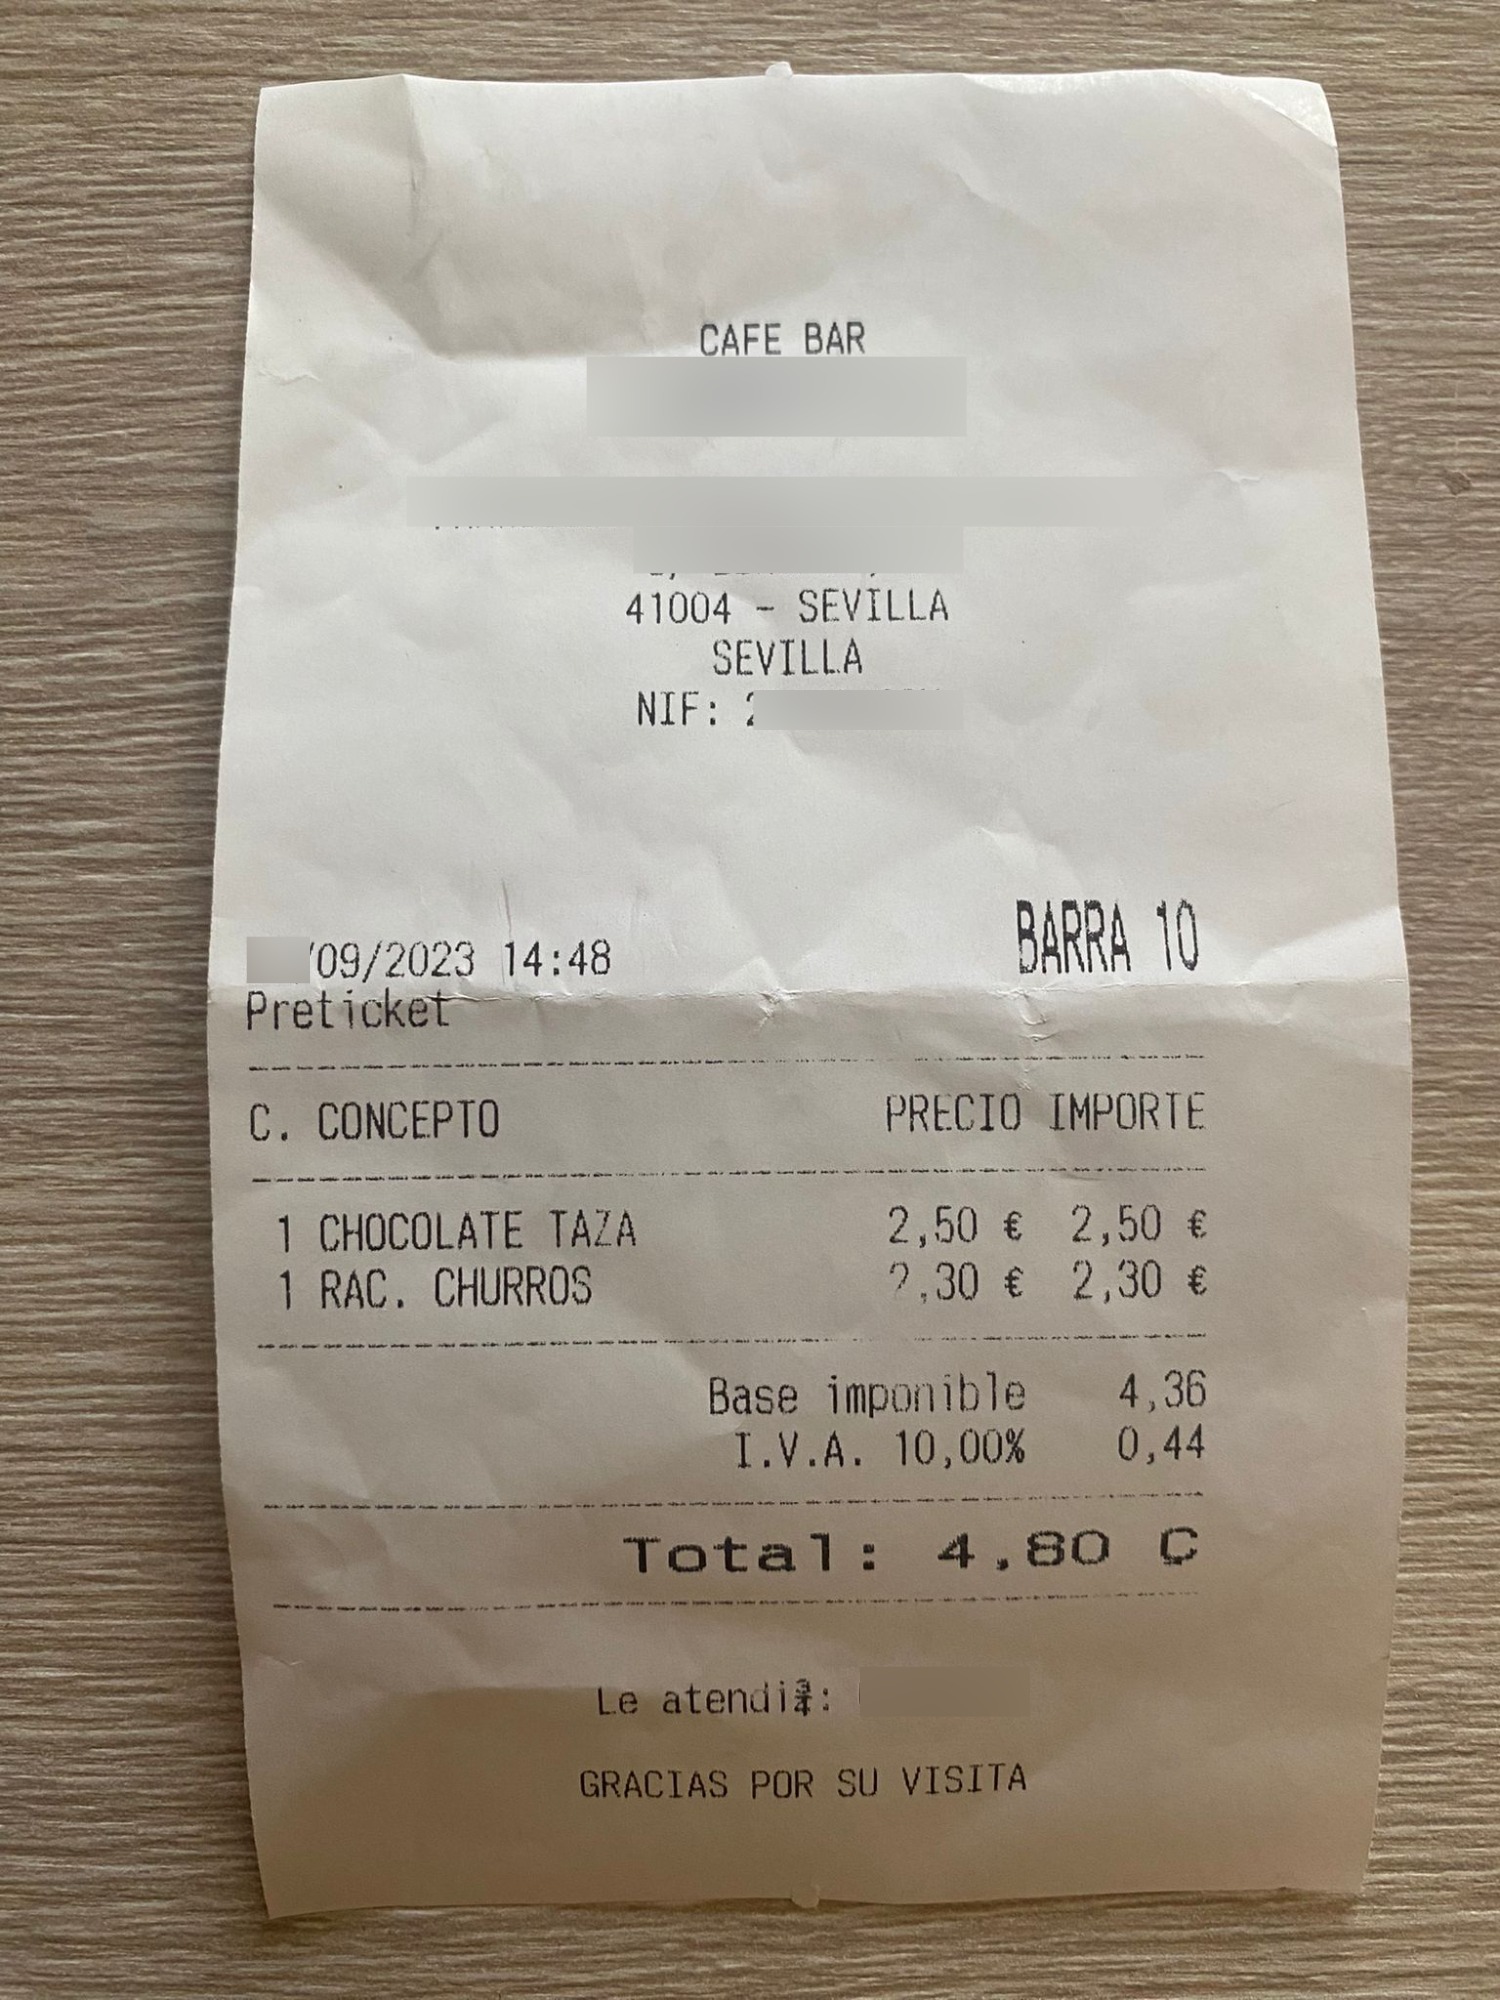 CAFE BAR
41004 - SEVILLA
SEVILLA
NIF:
/09/2023 14:48
BARRA 10
Preticket
C. CONCEPTO PRECIO IMPORTE
1 CHOCOLATE TAZA 2,50 € 2,50 €
1 RAC. CHURROS 2,30 € 2,30 €
Base imponible 4,36
I.V.A. 10,00% 0,44
Total: 4,80 €
Le atendi¾:
GRACIAS POR SU VISITA